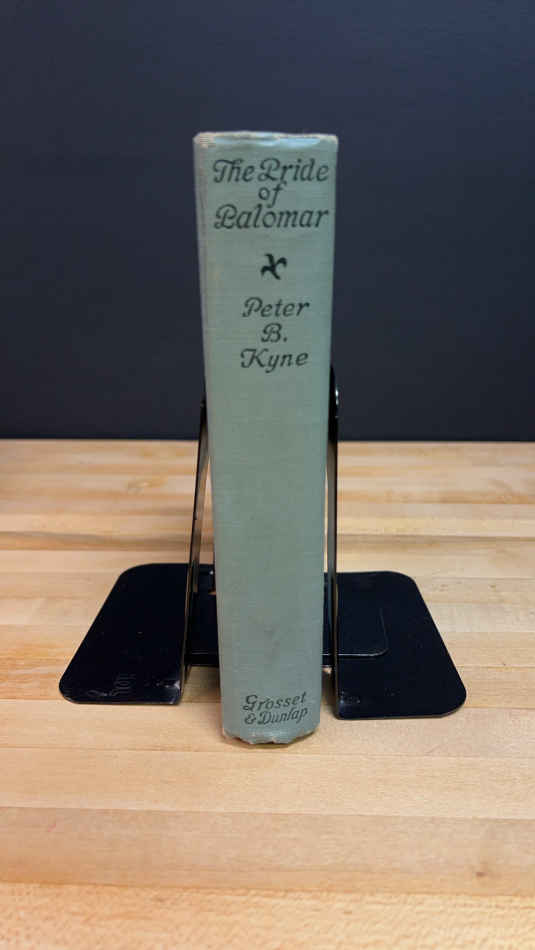 The Pride
of
Palomar
Peter
B.
Kyne
Grosset
& Dunlap